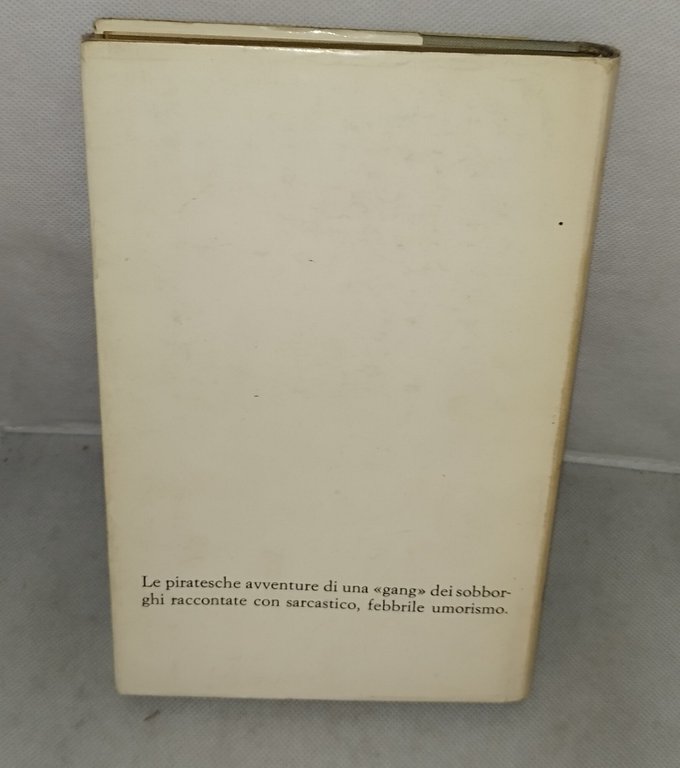 Le piratesche avventure di una «gang» dei sobbor-
ghi raccontate con sarcastico, febbrile umorismo.